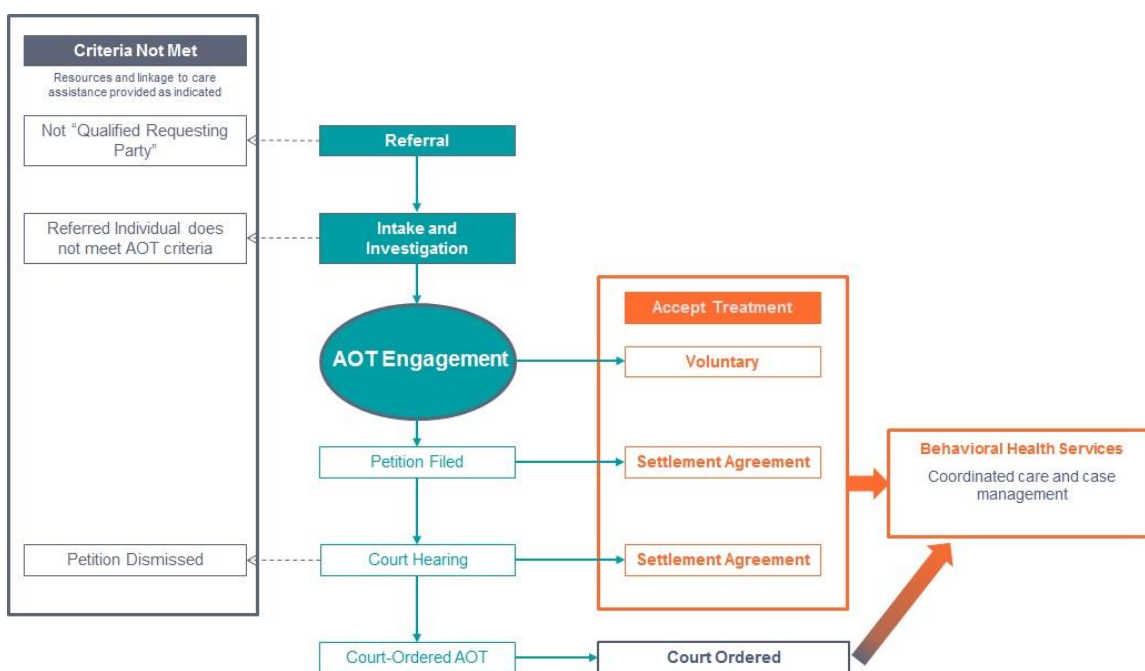 Criteria Not Met
Resources and linkage to care
assistance provided as indicated
Not “Qualified Requesting
Party”
Referral
Referred Individual does
not meet AOT criteria
Intake and
Investigation
Accept Treatment
AOT Engagement
Voluntary
Petition Filed
Settlement Agreement
Behavioral Health Services
Coordinated care and case
management
Petition Dismissed
Court Hearing
Settlement Agreement
Court-Ordered AOT
Court Ordered